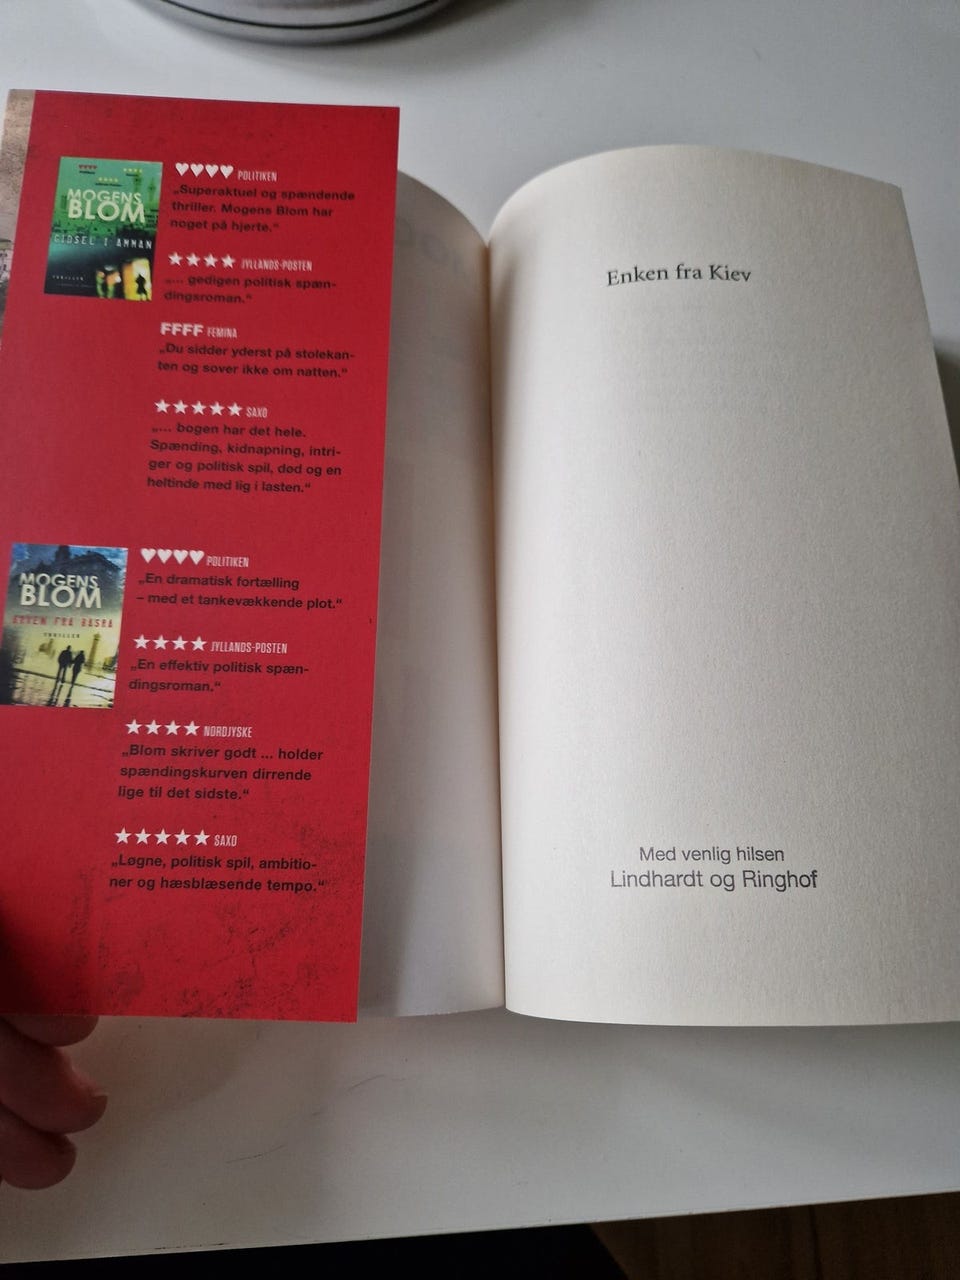 MOGENS
BLOM
GIDSEL I AMMAN
THRILLER
♥♥♥♥ POLITIKEN
„Superaktuel og spændende
thriller. Mogens Blom har
noget på hjerte.“
★★★★ JYLLANDS-POSTEN
„... gedigen politisk spæn-
dingsroman.“
FFFF FEMINA
„Du sidder yderst på stolekan-
ten og sover ikke om natten.“
★★★★★ SAXO
„... bogen har det hele.
Spænding, kidnapning, intri-
ger og politisk spil, død og en
heltinde med lig i lasten.“
MOGENS
BLOM
ARVEN FRA BASRA
THRILLER
♥♥♥♥ POLITIKEN
„En dramatisk fortælling
– med et tankevækkende plot.“
★★★★ JYLLANDS-POSTEN
„En effektiv politisk spæn-
dingsroman.“
★★★★ NORDJYSKE
„Blom skriver godt ... holder
spændingskurven dirrende
lige til det sidste.“
★★★★★ SAXO
„Løgne, politisk spil, ambitio-
ner og hæsblæsende tempo.“
Enken fra Kiev
Med venlig hilsen
Lindhardt og Ringhof